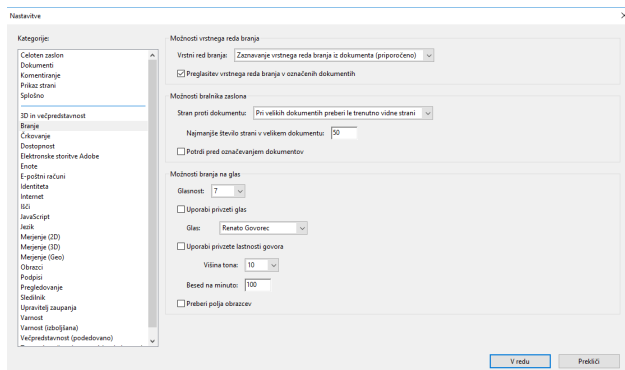 Nastavitve
Kategorije:
Celoten zaslon
Dokumenti
Komentiranje
Prikaz strani
Splošno
3D in večpredstavnost
Branje
Črkovanje
Dostopnost
Elektronske storitve Adobe
Enote
E-poštni računi
Identiteta
Internet
Išči
JavaScript
Jezik
Merjenje (2D)
Merjenje (3D)
Merjenje (Geo)
Obrazci
Podpisi
Pregledovanje
Sledilnik
Upravitelj zaupanja
Varnost
Varnost (izboljšana)
Večpredstavnost (podedovano)
Možnosti vrstnega reda branja
Vrstni red branja: Zaznavanje vrstnega reda branja iz dokumenta (priporočeno)
Preglasitev vrstnega reda branja v označenih dokumentih
Možnosti bralnika zaslona
Stran proti dokumentu: Pri velikih dokumentih preberi le trenutno vidne strani
Najmanjše število strani v velikem dokumentu: 50
Potrdi pred označevanjem dokumentov
Možnosti branja na glas
Glasnost: 7
Uporabi privzeti glas
Glas: Renato Govorec
Uporabi privzete lastnosti govora
Višina tona: 10
Besed na minuto: 100
Preberi polja obrazcev
V redu Prekliči